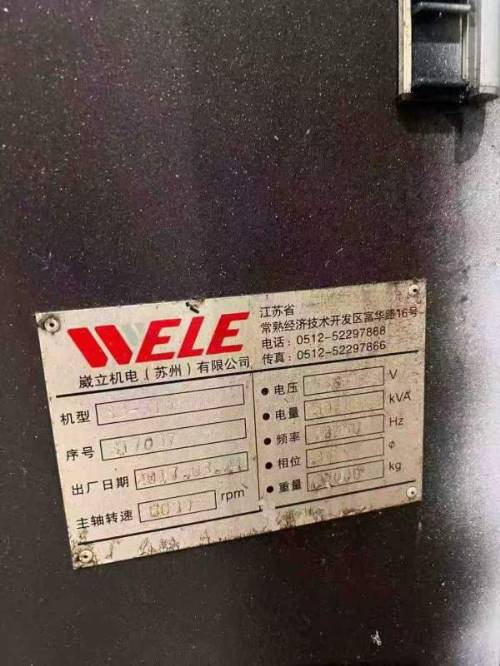 WELE
崴立机电(苏州)有限公司
江苏省
常熟经济技术开发区富华路16号
电话：0512-52297888
传真：0512-52297866
机型
序号
出厂日期
主轴转速 rpm
● 电压 V
● 电量 kVA
● 频率 Hz
● 相位 φ
● 重量 kg